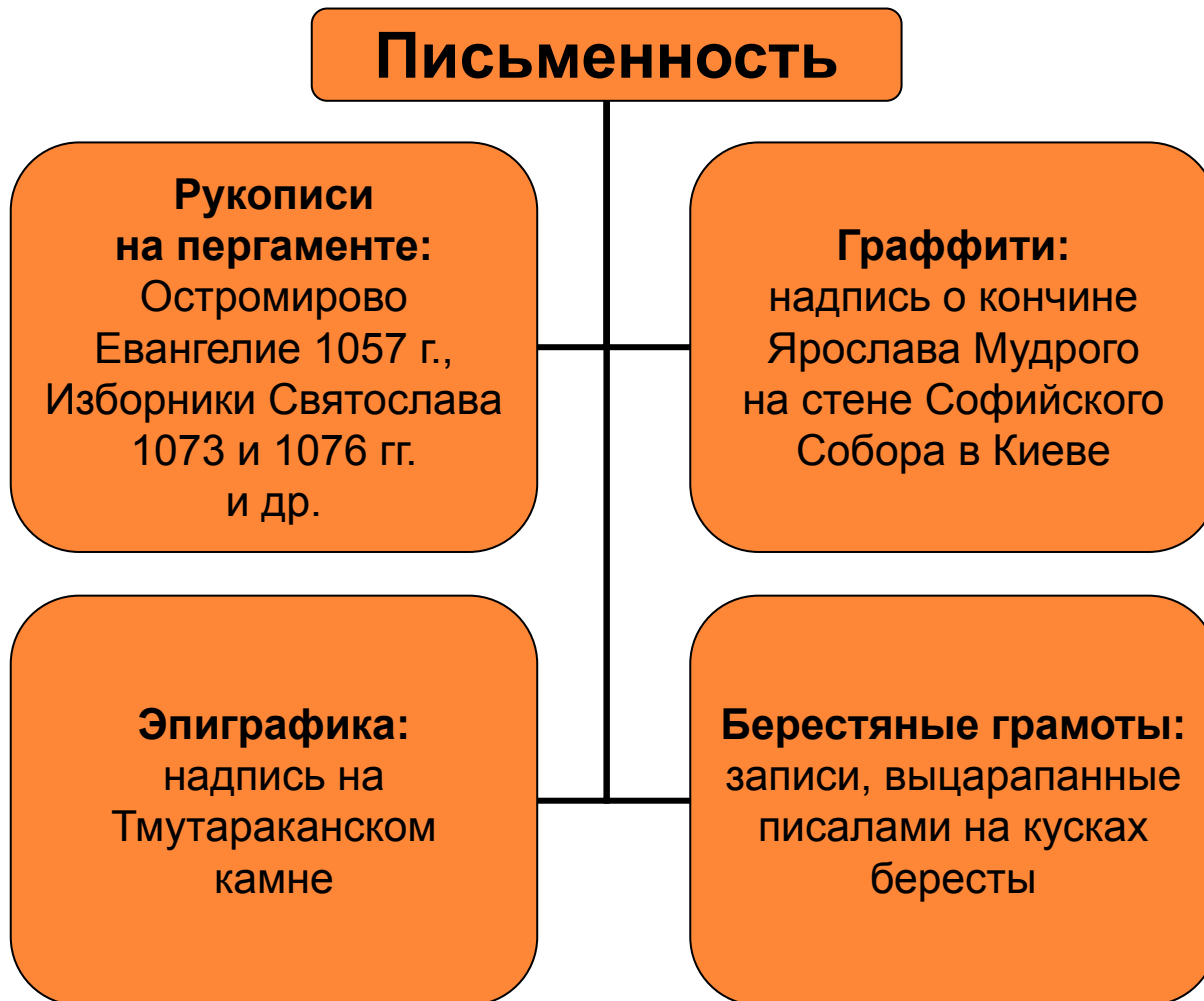 Письменность
Рукописи
на пергаменте:
Остромирово
Евангелие 1057 г.,
Изборники Святослава
1073 и 1076 гг.
и др.
Граффити:
надпись о кончине
Ярослава Мудрого
на стене Софийского
Собора в Киеве
Эпиграфика:
надпись на
Тмутараканском
камне
Берестяные грамоты:
записи, выцарапанные
писалами на кусках
бересты